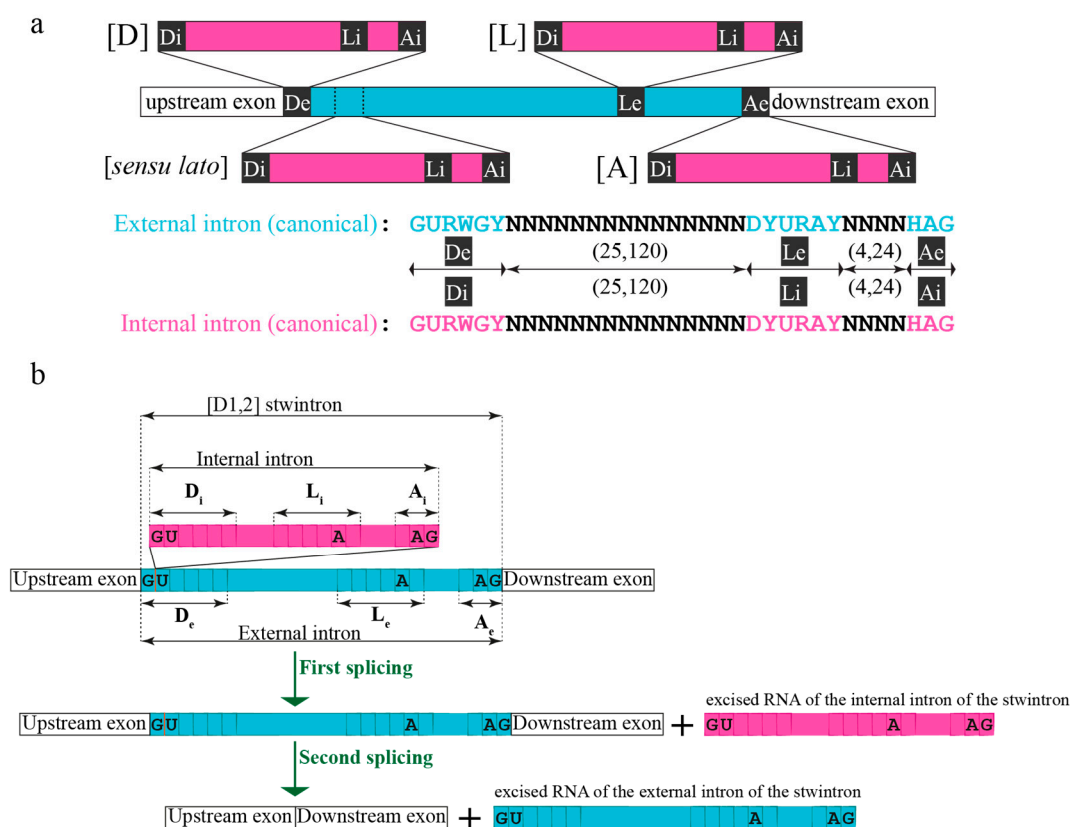 a
[D] Di Li Ai [L] Di Li Ai
upstream exon De Le Ae downstream exon
[sensu lato] Di Li Ai [A] Di Li Ai
External intron (canonical) : GURWGYNNNNNNNNNNNNNNNDYURAYNNNNHAG
De (25,120) Le (4,24) Ae
Di (25,120) Li (4,24) Ai
Internal intron (canonical) : GURWGYNNNNNNNNNNNNNNNDYURAYNNNNHAG
b
[D1,2] stwintron
Internal intron
Di Li Ai
GU A AG
Upstream exon GU A AG Downstream exon
De Le Ae
External intron
First splicing
excised RNA of the internal intron of the stwintron
Upstream exon GU A AG Downstream exon + GU A AG
Second splicing
excised RNA of the external intron of the stwintron
Upstream exon Downstream exon + GU A AG